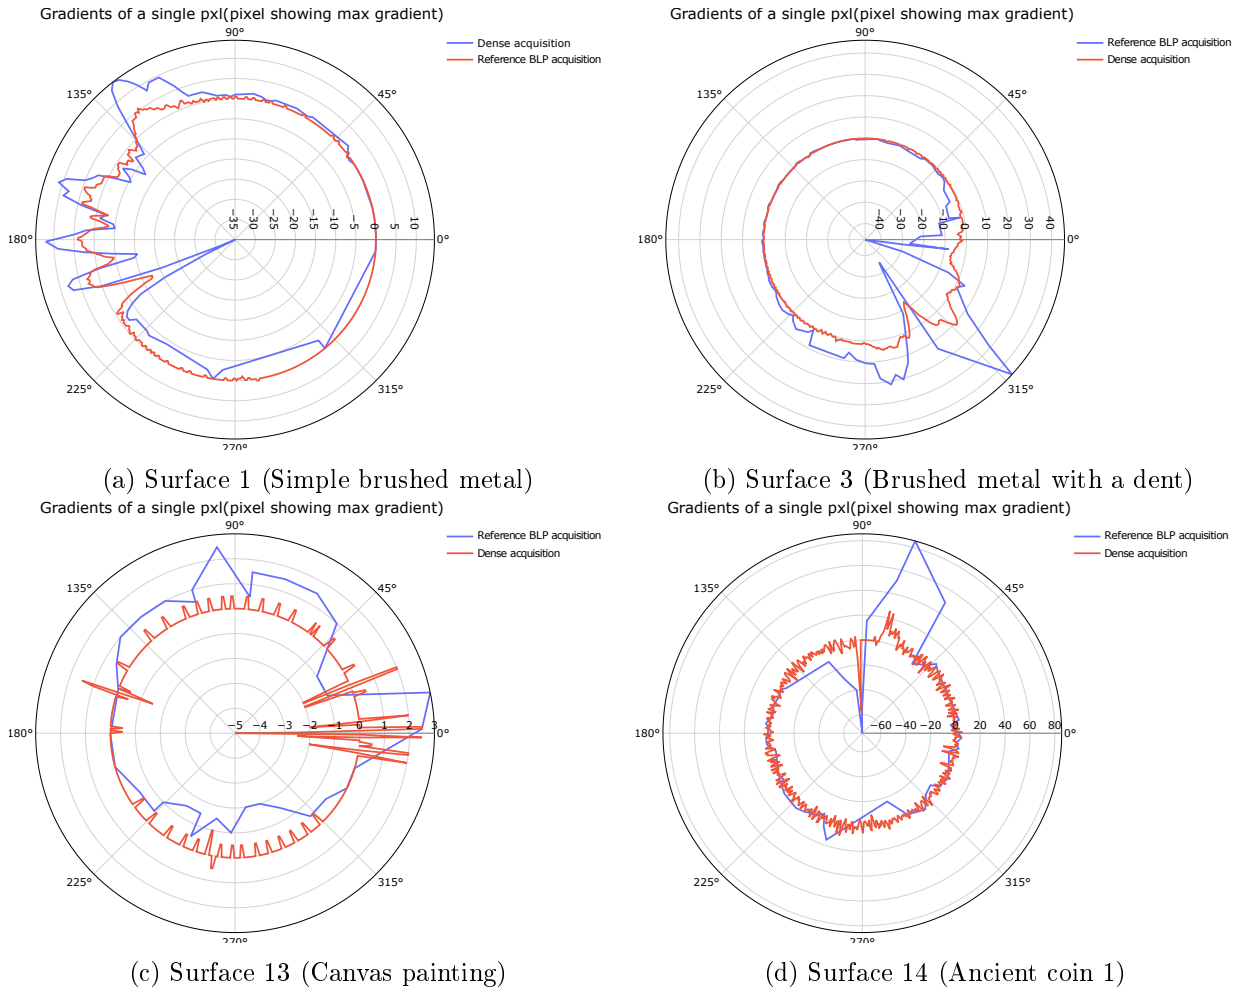 Gradients of a single pxl(pixel showing max gradient)
Dense acquisition
Reference BLP acquisition
90°
135°
45°
180°
−35
−30
−25
−20
−15
−10
−5
0
5
10
0°
225°
315°
270°
(a) Surface 1 (Simple brushed metal)
Gradients of a single pxl(pixel showing max gradient)
Reference BLP acquisition
Dense acquisition
90°
135°
45°
180°
−40
−30
−20
−10
0
10
20
30
40
0°
225°
315°
270°
(b) Surface 3 (Brushed metal with a dent)
Gradients of a single pxl(pixel showing max gradient)
Reference BLP acquisition
Dense acquisition
90°
135°
45°
180°
−5 −4 −3 −2 −1 0 1 2 3
0°
225°
315°
270°
(c) Surface 13 (Canvas painting)
Gradients of a single pxl(pixel showing max gradient)
Reference BLP acquisition
Dense acquisition
90°
135°
45°
180°
−60 −40 −20 0 20 40 60 80
0°
225°
315°
270°
(d) Surface 14 (Ancient coin 1)